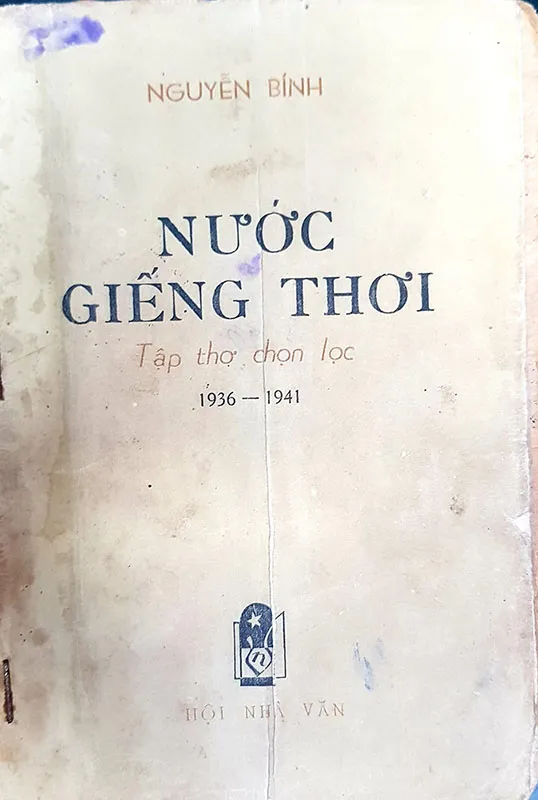 NGUYỄN BÍNH
NƯỚC
GIẾNG THƠI
Tập thơ chọn lọc
1936 — 1941
n
HỘI NHÀ VĂN